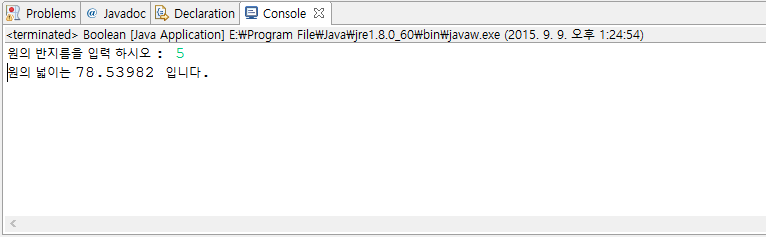 Problems @ Javadoc Declaration Console
<terminated> Boolean [Java Application] E:₩Program File₩Java₩jre1.8.0_60₩bin₩javaw.exe (2015. 9. 9. 오후 1:24:54)
원의 반지름을 입력 하시오 : 5
원의 넓이는 78.53982 입니다.